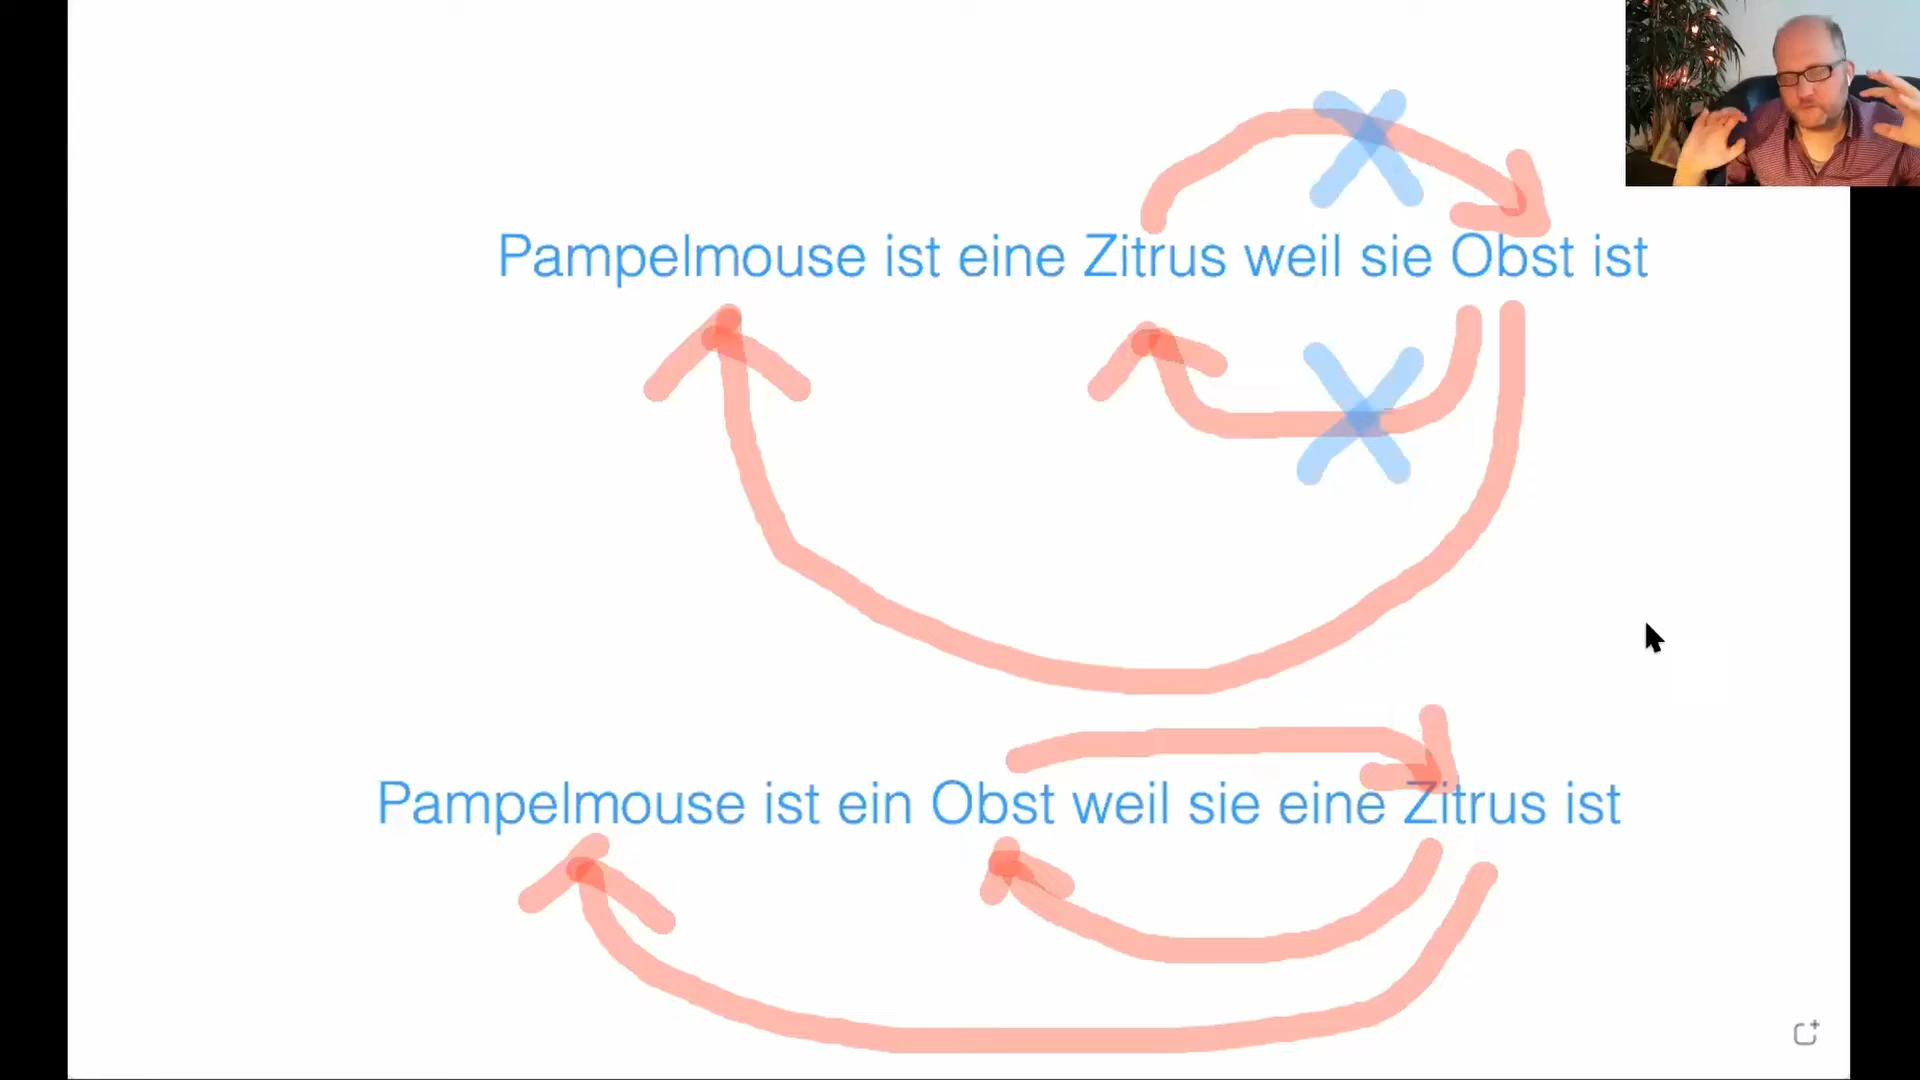 Pampelmouse ist eine Zitrus weil sie Obst ist
Pampelmouse ist ein Obst weil sie eine Zitrus ist